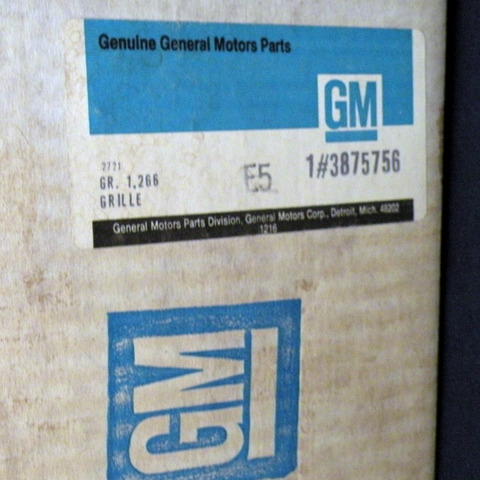 Genuine General Motors Parts
GM
2721
GR. 1,266
GRILLE
E5
1#3875756
General Motors Parts Division, General Motors Corp., Detroit, Mich. 48202
1216
GM